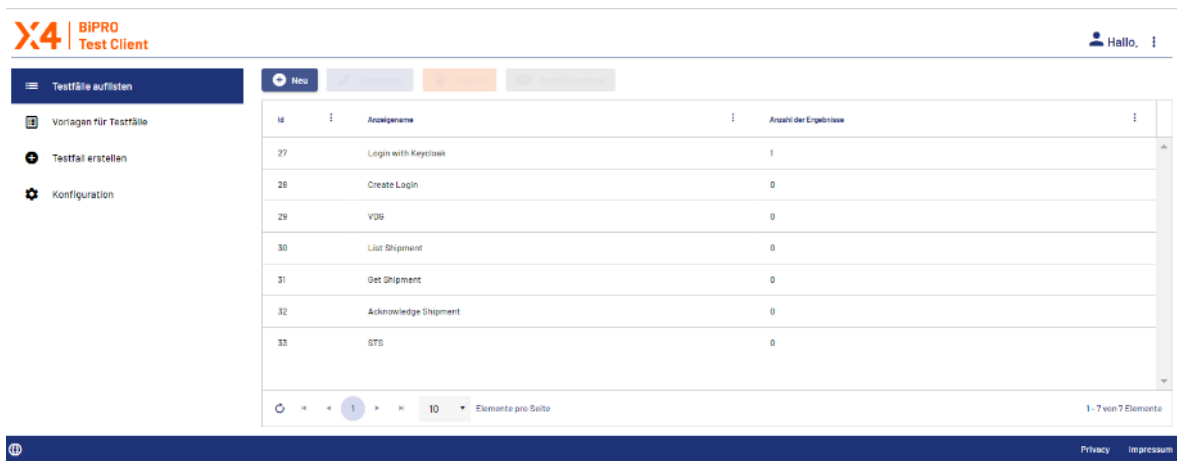 X4 BiPRO
Test Client
Hallo,
Testfälle auflisten
Neu
Vorlagen für Testfälle
Id Anzeigename Anzahl der Ergebnisse
27 Login with Keycloak 1
Testfall erstellen
28 Create Login 0
Konfiguration
29 VDG 0
30 List Shipment 0
31 Get Shipment 0
32 Acknowledge Shipment 0
33 STS 0
1 10 Elemente pro Seite 1 - 7 von 7 Elemente
Privacy Impressum